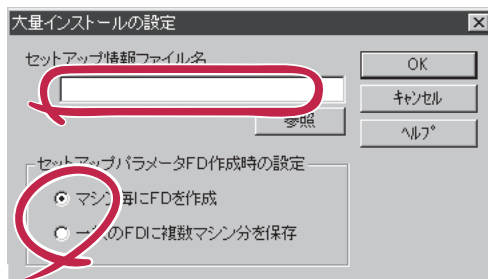 大量インストールの設定
セットアップ情報ファイル名
OK
キャンセル
参照
ヘルプ
セットアップパラメータFD作成時の設定
マシン毎にFDを作成
一枚のFDに複数マシン分を保存